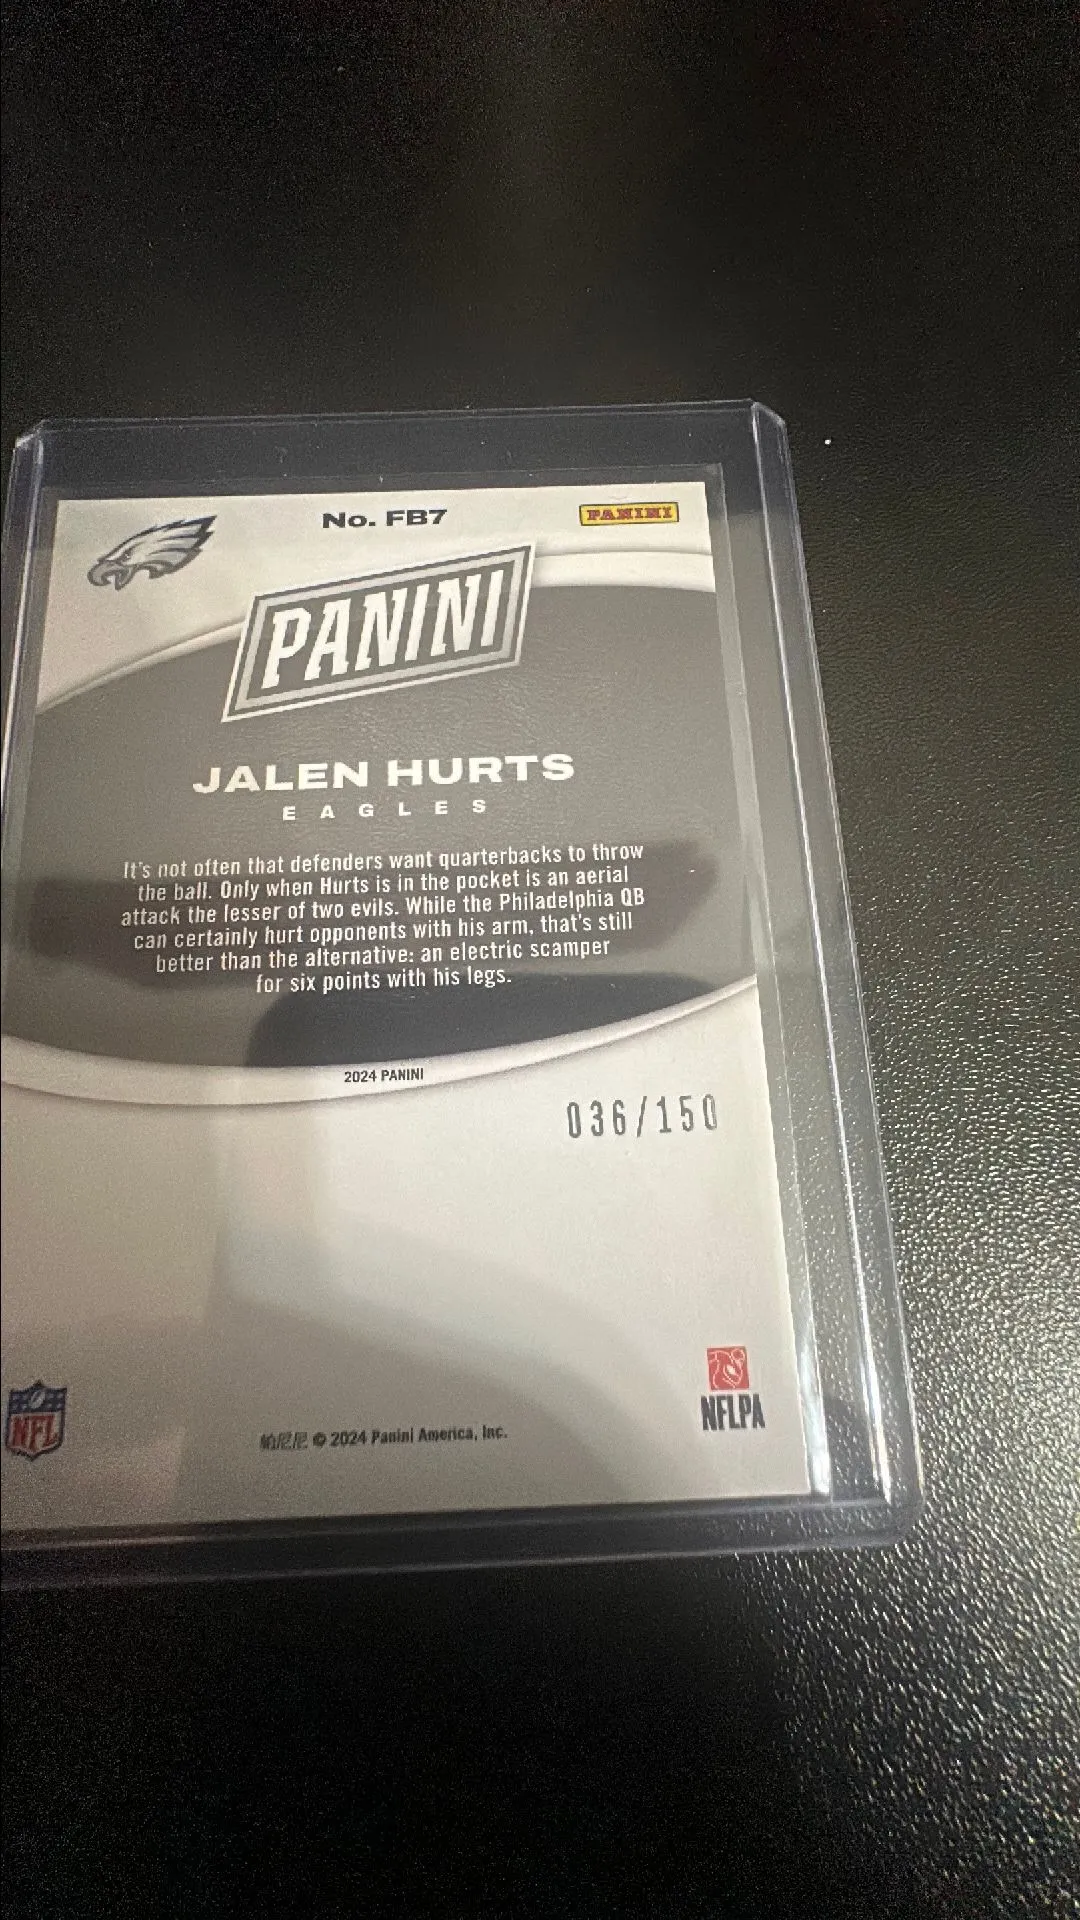 No. FB7
PANINI
PANINI
JALEN HURTS
EAGLES
It's not often that defenders want quarterbacks to throw
the ball. Only when Hurts is in the pocket is an aerial
attack the lesser of two evils. While the Philadelphia QB
can certainly hurt opponents with his arm, that's still
better than the alternative: an electric scamper
for six points with his legs.
2024 PANINI
036/150
NFL
NFLPA
帕尼尼 © 2024 Panini America, Inc.